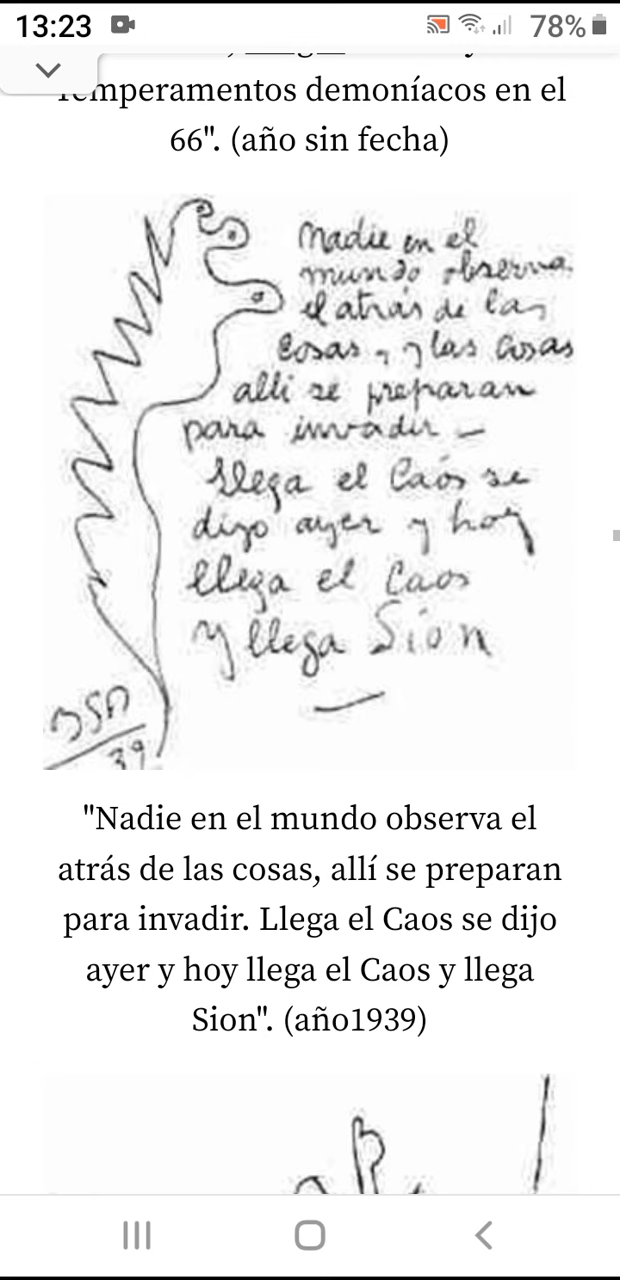 13:23
78%
Temperamentos demoníacos en el
66". (año sin fecha)
Nadie en el
mundo observa
el atrás de las
cosas, y las cosas
alli se preparan
para invadir —
llega el Caos se
dijo ayer y hoy
llega el Caos
y llega Sion
BSP
39
"Nadie en el mundo observa el
atrás de las cosas, allí se preparan
para invadir. Llega el Caos se dijo
ayer y hoy llega el Caos y llega
Sion". (año1939)